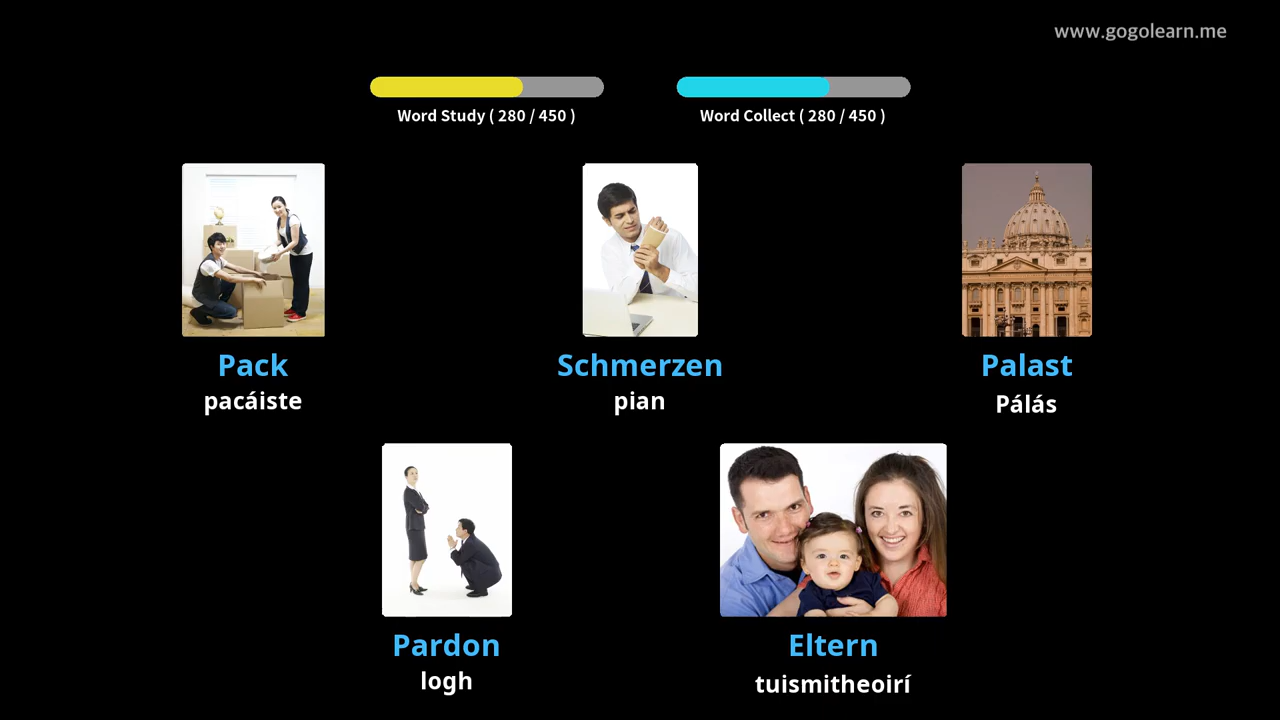 www.gogolearn.me
Word Study ( 280 / 450 )
Word Collect ( 280 / 450 )
Pack
pacáiste
Schmerzen
pian
Palast
Pálás
Pardon
logh
Eltern
tuismitheoirí